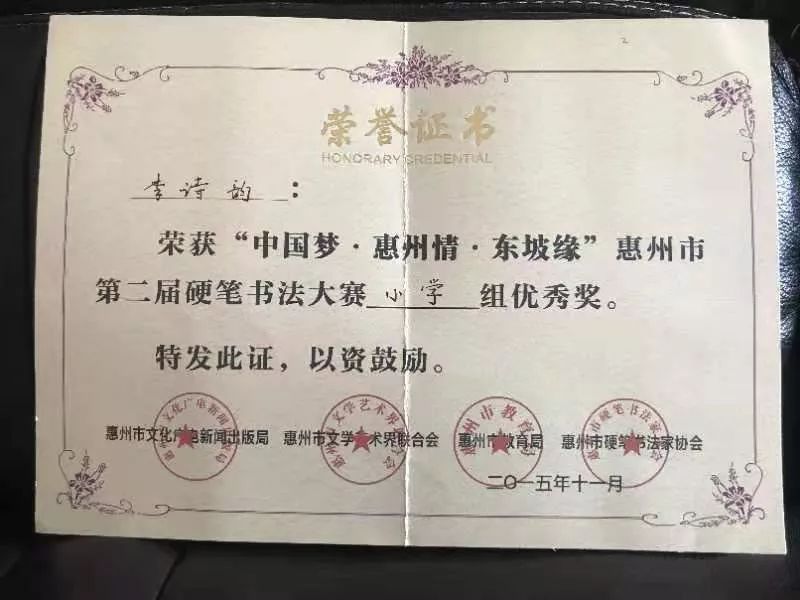 荣誉证书
HONORARY CREDENTIAL
李诗韵：
荣获“中国梦·惠州情·东坡缘”惠州市
第二届硬笔书法大赛小学组优秀奖。
特发此证，以资鼓励。
惠州市文化广电新闻出版局 惠州市文学艺术界联合会 惠州市教育局 惠州市硬笔书法家协会
二〇一五年十一月